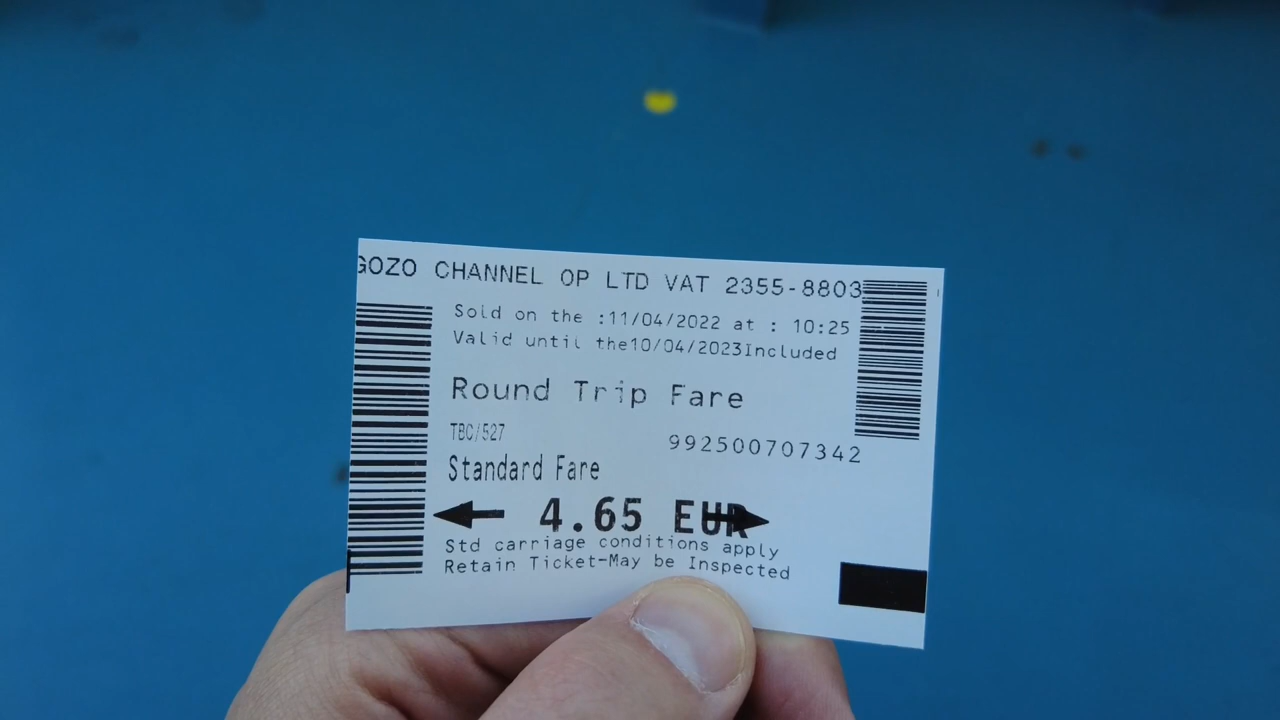 GOZO CHANNEL OP LTD VAT 2355-8803
Sold on the :11/04/2022 at : 10:25
Valid until the10/04/2023Included
Round Trip Fare
TBC/527
992500707342
Standard Fare
4.65 EUR
Std carriage conditions apply
Retain Ticket-May be Inspected